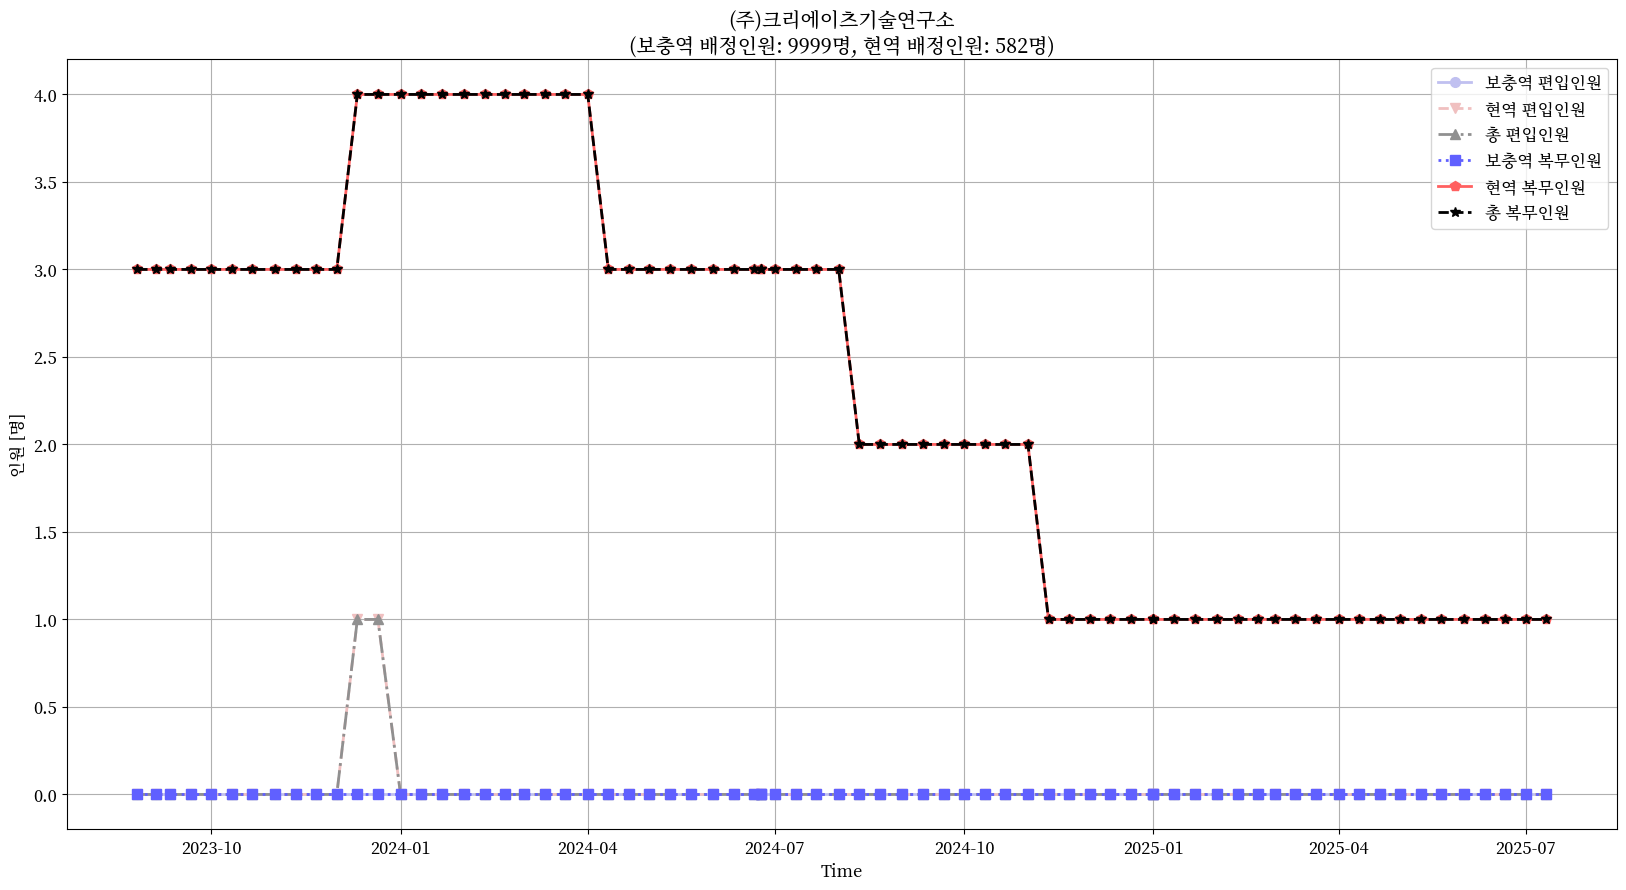 (주)크리에이츠기술연구소
(보충역 배정인원: 9999명, 현역 배정인원: 582명)
보충역 편입인원
현역 편입인원
총 편입인원
보충역 복무인원
현역 복무인원
총 복무인원
인원 [명]
4.0
3.5
3.0
2.5
2.0
1.5
1.0
0.5
0.0
2023-10 2024-01 2024-04 2024-07 2024-10 2025-01 2025-04 2025-07
Time